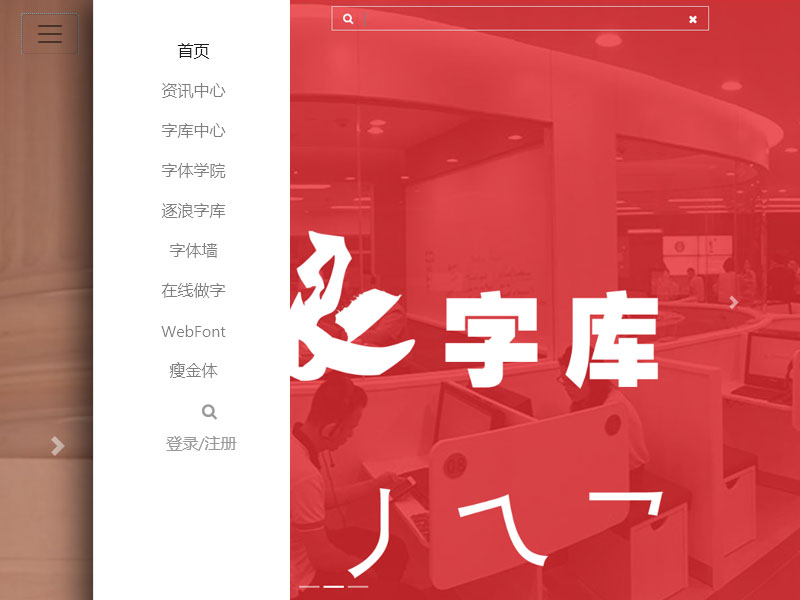 首页
资讯中心
字库中心
字体学院
逐浪字库
字体墙
在线做字
WebFont
瘦金体
登录/注册
字库